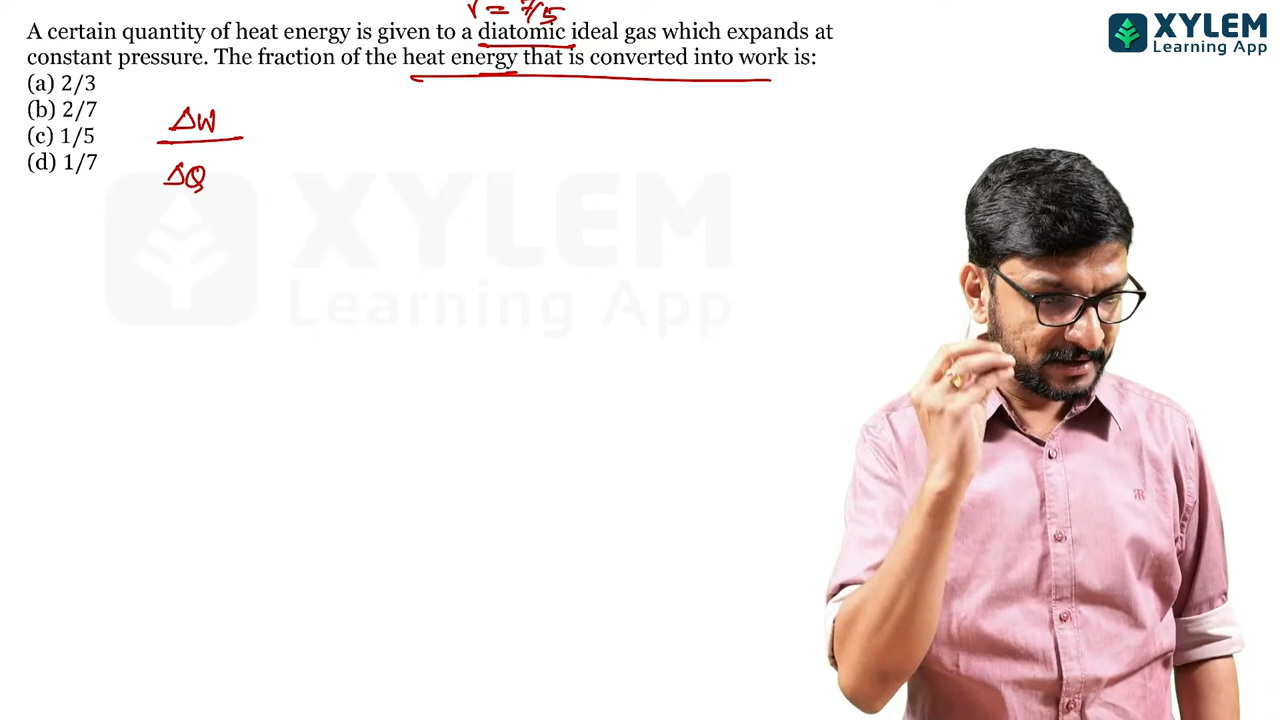 γ = 7/5
XYLEM
Learning App
A certain quantity of heat energy is given to a diatomic ideal gas which expands at
constant pressure. The fraction of the heat energy that is converted into work is:
(a) 2/3
(b) 2/7
(c) 1/5
(d) 1/7
ΔW
ΔQ
XYLEM
Learning App